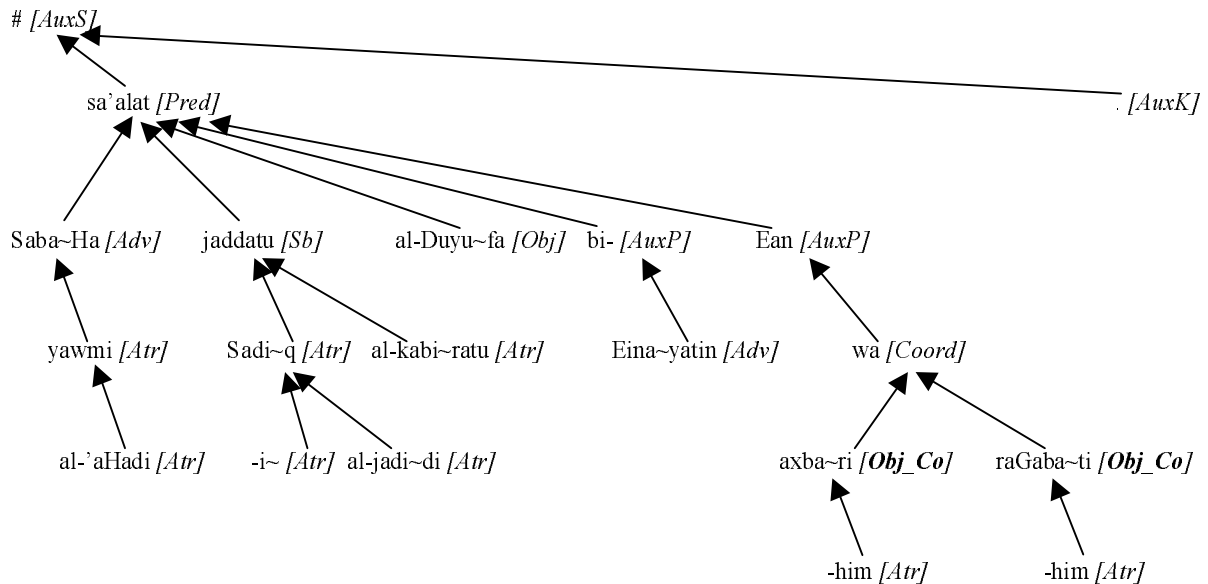 # [AuxS]
sa’alat [Pred] . [AuxK]
Saba~Ha [Adv] jaddatu [Sb] al-Duyu~fa [Obj] bi- [AuxP] Ean [AuxP]
yawmi [Atr] Sadi~q [Atr] al-kabi~ratu [Atr] Eina~yatin [Adv] wa [Coord]
al-’aHadi [Atr] -i~ [Atr] al-jadi~di [Atr] axba~ri [Obj_Co] raGaba~ti [Obj_Co]
-him [Atr] -him [Atr]